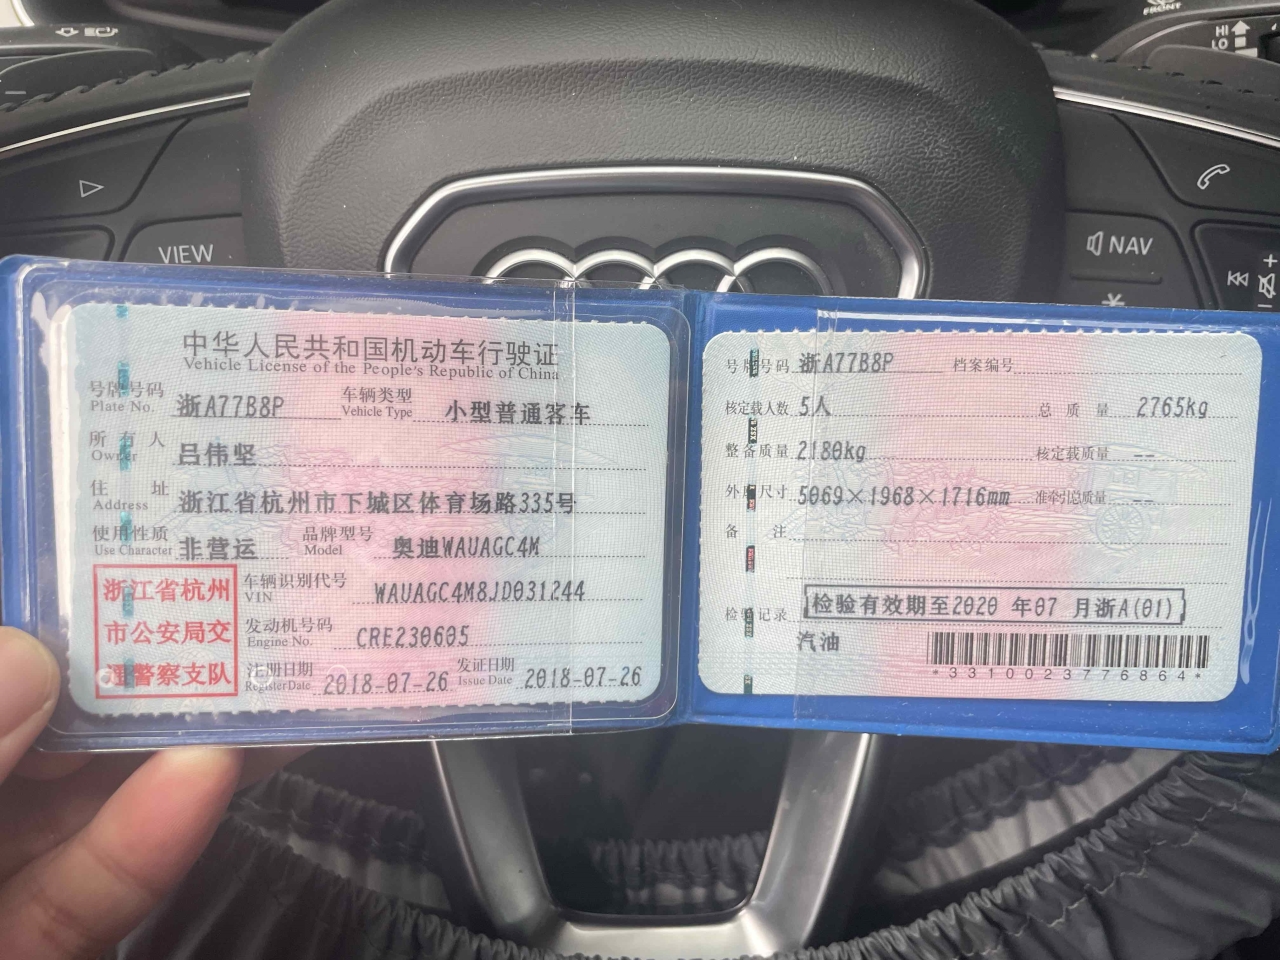 FRONT
HI
LO
VIEW
NAV
中华人民共和国机动车行驶证
Vehicle License of the People's Republic of China
号牌号码 浙A77B8P 车辆类型 小型普通客车
Plate No. Vehicle Type
所有人 吕伟坚
Owner
住址 浙江省杭州市下城区体育场路335号
Address
使用性质 非营运 品牌型号 奥迪WAUAGC4M
Use Character Model
浙江省杭州
市公安局交
通警察支队
车辆识别代号 WAUAGC4M8JD031244
VIN
发动机号码 CRE230605
Engine No.
注册日期 2018-07-26 发证日期 2018-07-26
Register Date Issue Date
号牌号码 浙A77B8P 档案编号
核定载人数 5人 总质量 2765kg
整备质量 2180kg 核定载质量 --
外廓尺寸 5069×1968×1716mm 准牵引总质量 --
备注
检验记录 检验有效期至2020 年07 月浙A(01)
汽油
*3310023776864*